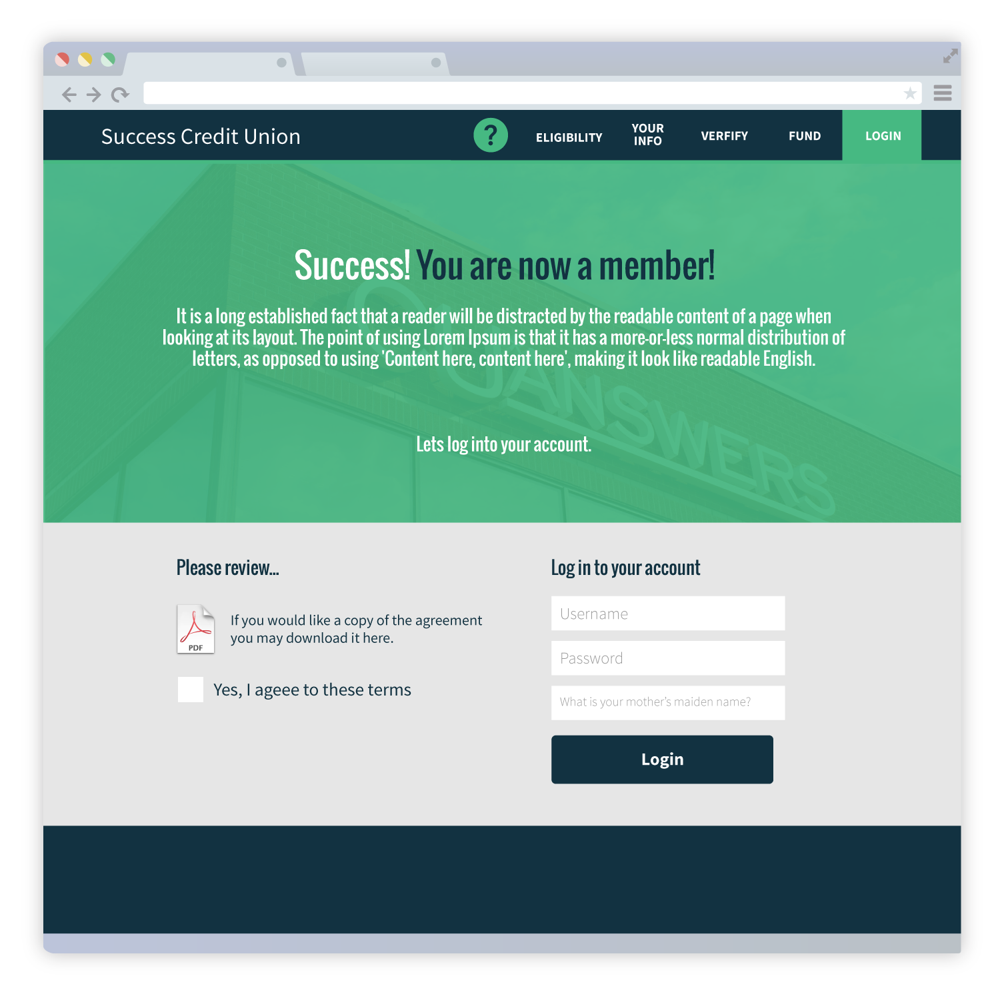 Success Credit Union
?
ELIGIBILITY
YOUR
INFO
VERFIFY
FUND
LOGIN
Success! You are now a member!
It is a long established fact that a reader will be distracted by the readable content of a page when
looking at its layout. The point of using Lorem Ipsum is that it has a more-or-less normal distribution of
letters, as opposed to using 'Content here, content here', making it look like readable English.
CUANSWERS
Lets log into your account.
Please review...
PDF
If you would like a copy of the agreement
you may download it here.
Yes, I ageee to these terms
Log in to your account
Username
Password
What is your mother’s maiden name?
Login